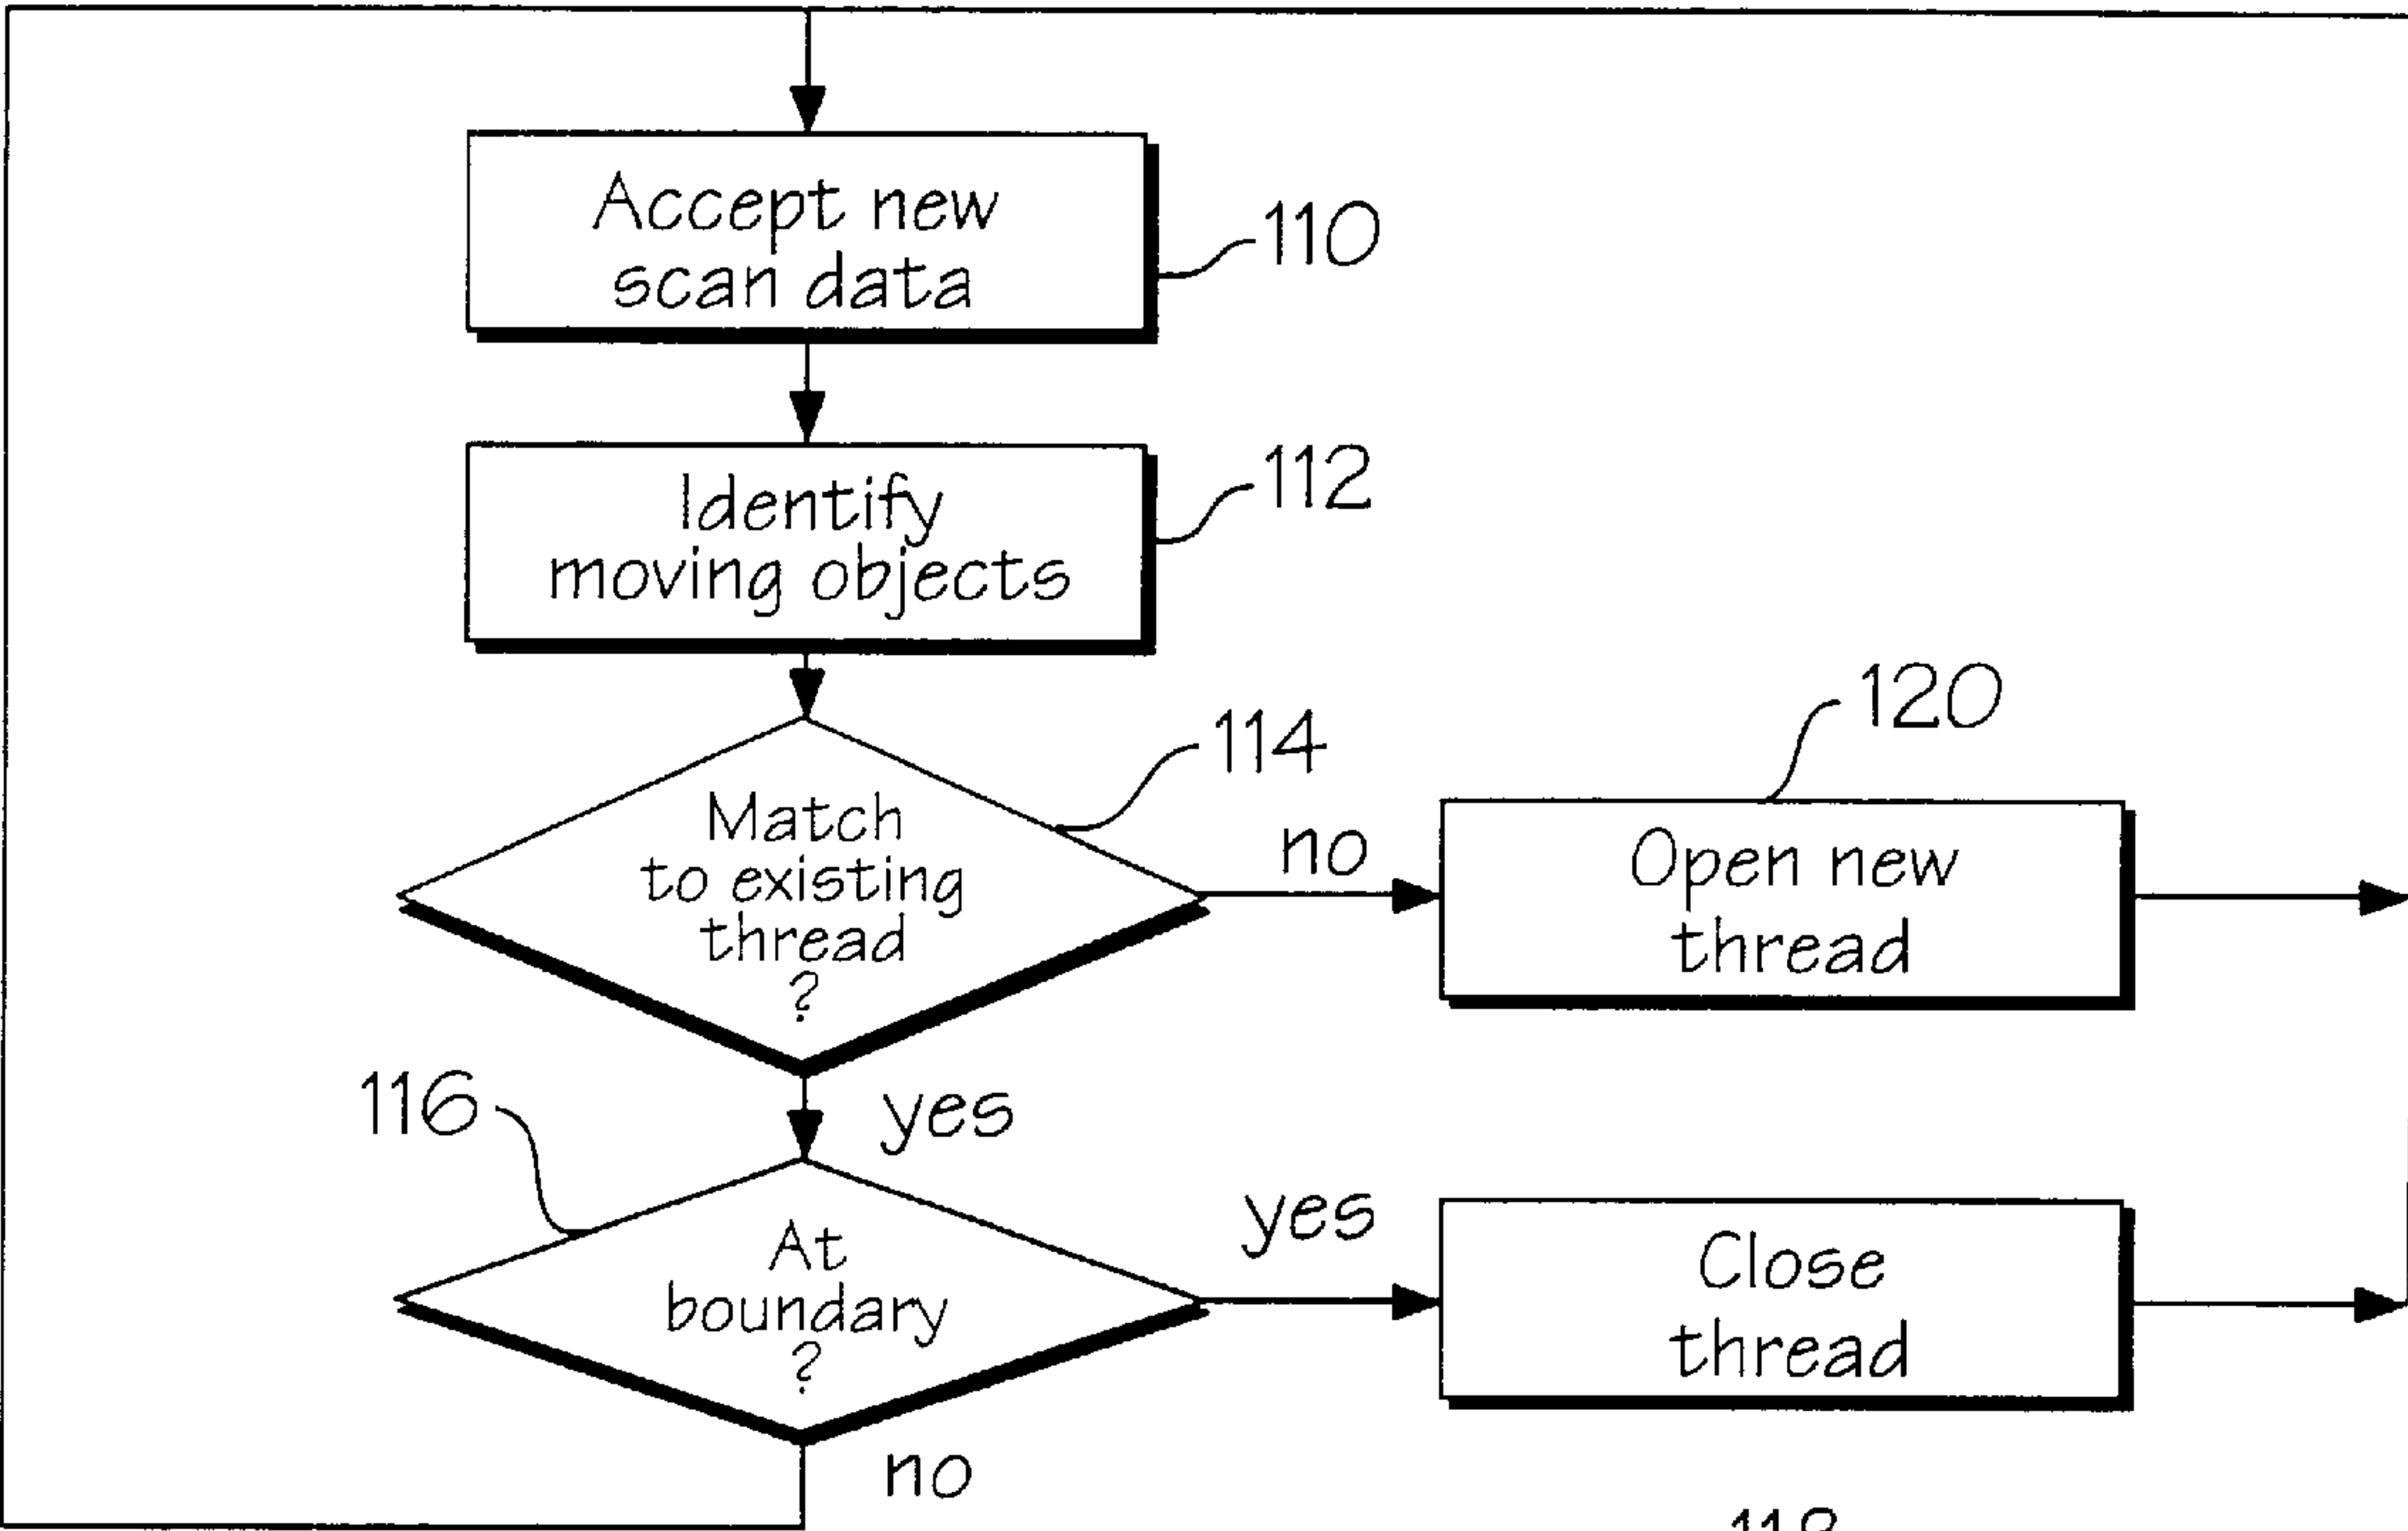 Accept new
scan data
110
Identify
moving objects
112
114
Match
to existing
thread
?
no
120
Open new
thread
116
yes
At
boundary
?
yes
Close
thread
no
118